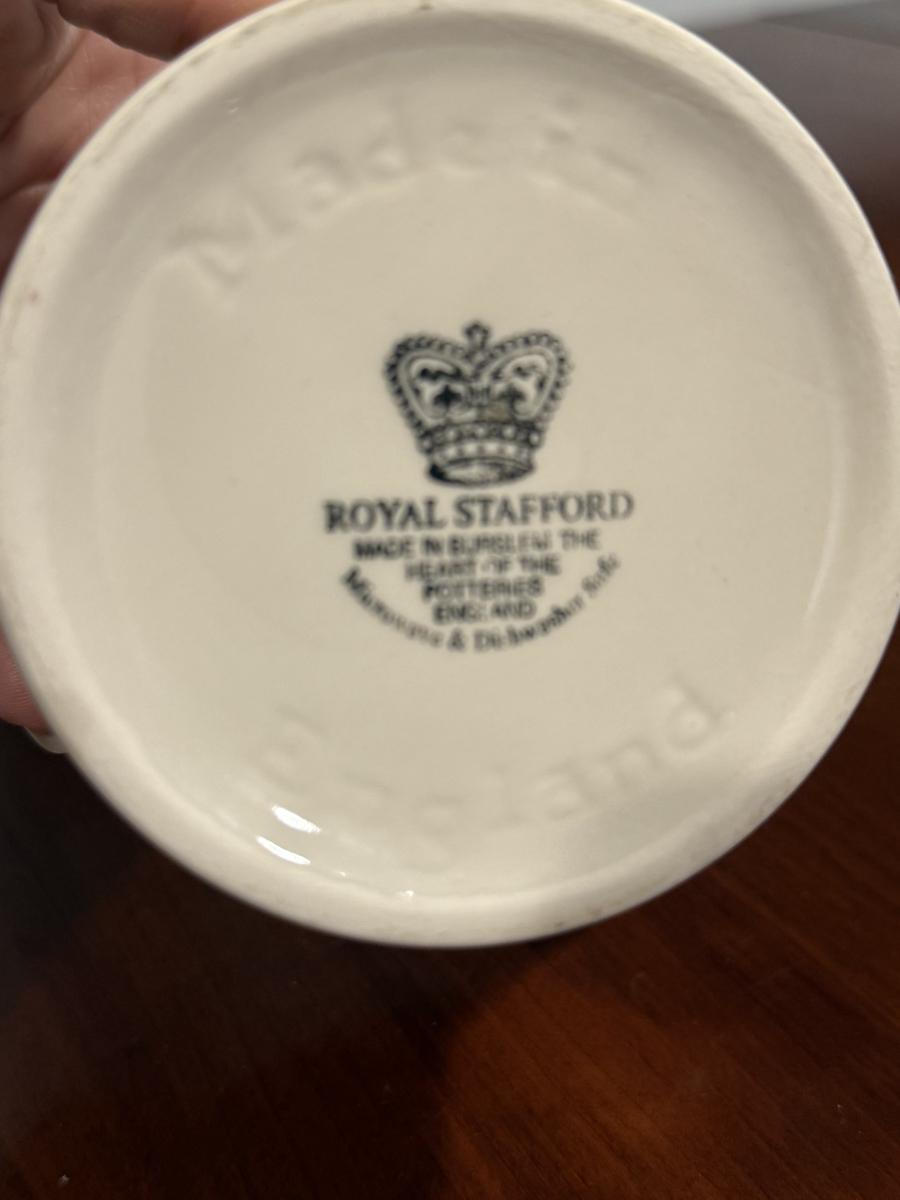 Made in
ROYAL STAFFORD
MADE IN BURSLEM THE
HEART OF THE
POTTERIES
ENGLAND
Microwave & Dishwasher Safe
England